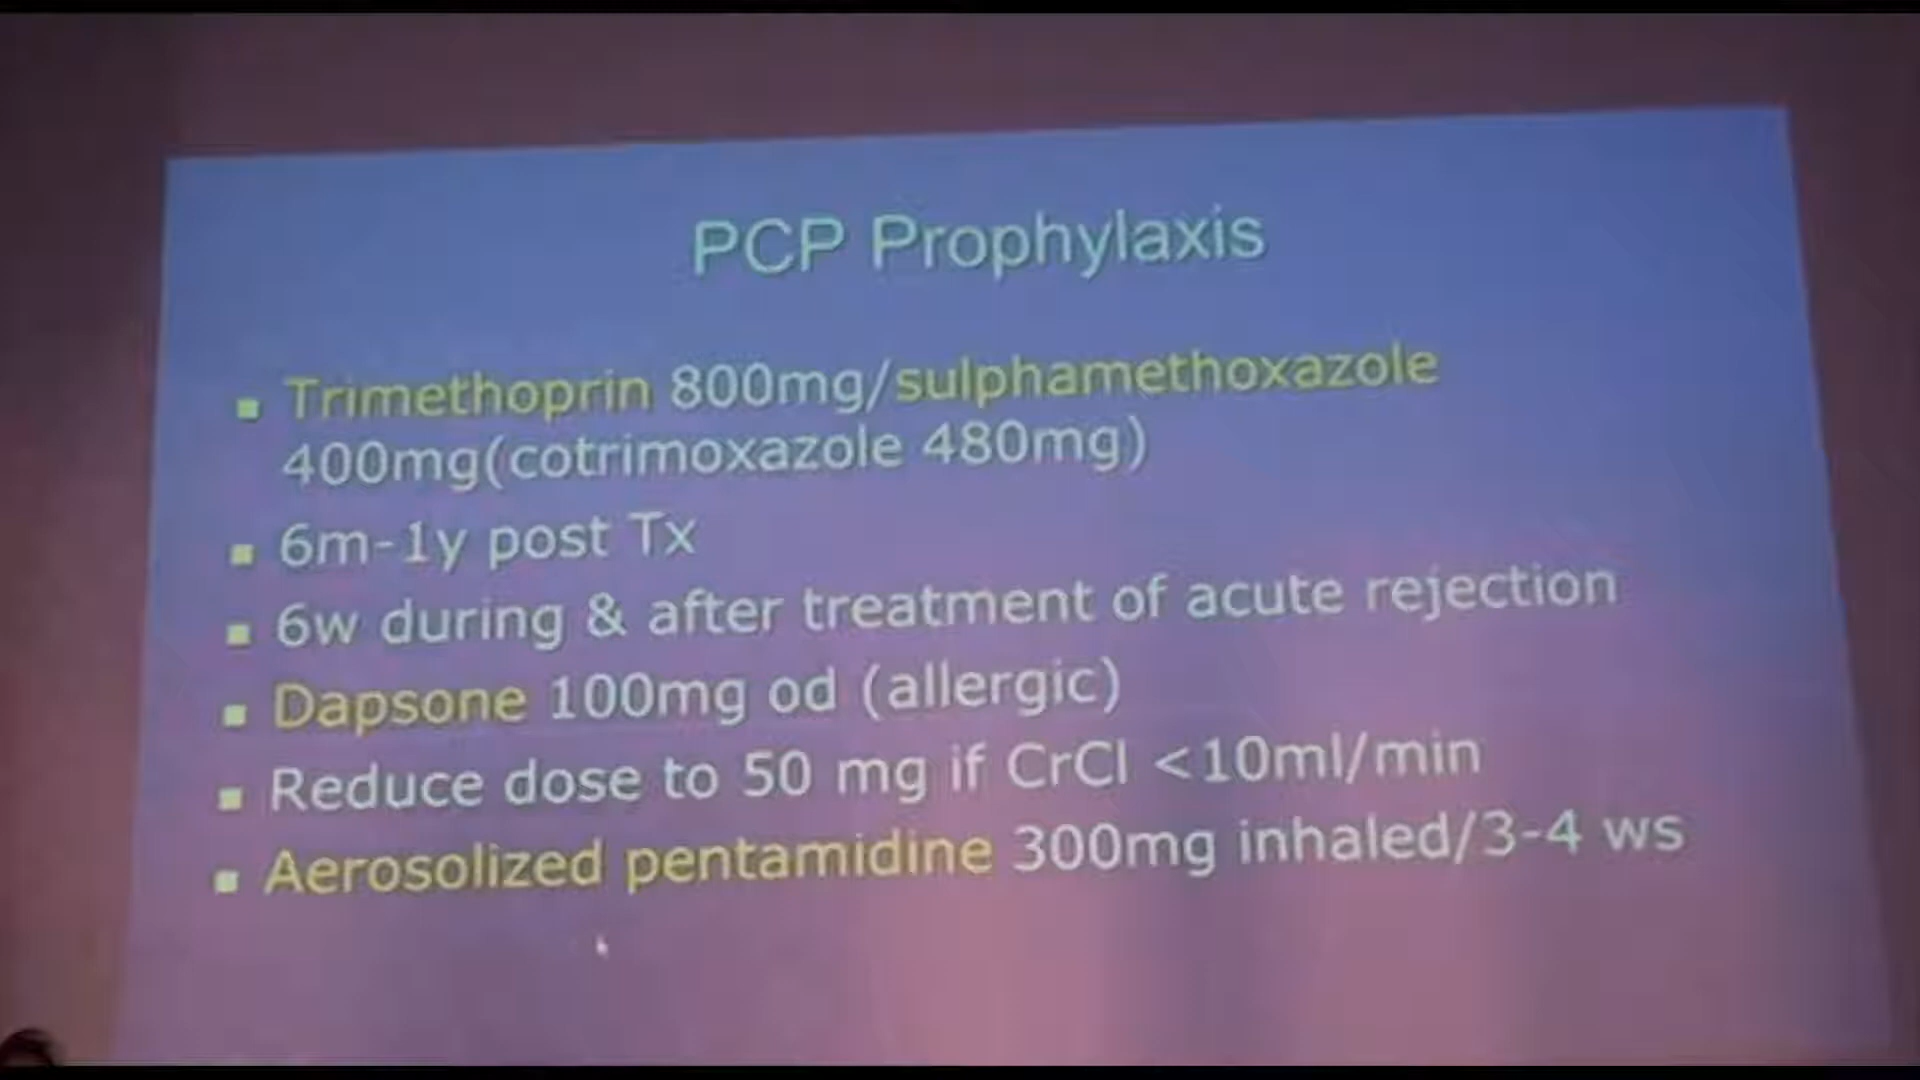 PCP Prophylaxis
Trimethoprin 800mg/sulphamethoxazole
400mg(cotrimoxazole 480mg)
6m-1y post Tx
6w during & after treatment of acute rejection
Dapsone 100mg od (allergic)
Reduce dose to 50 mg if CrCl <10ml/min
Aerosolized pentamidine 300mg inhaled/3-4 ws